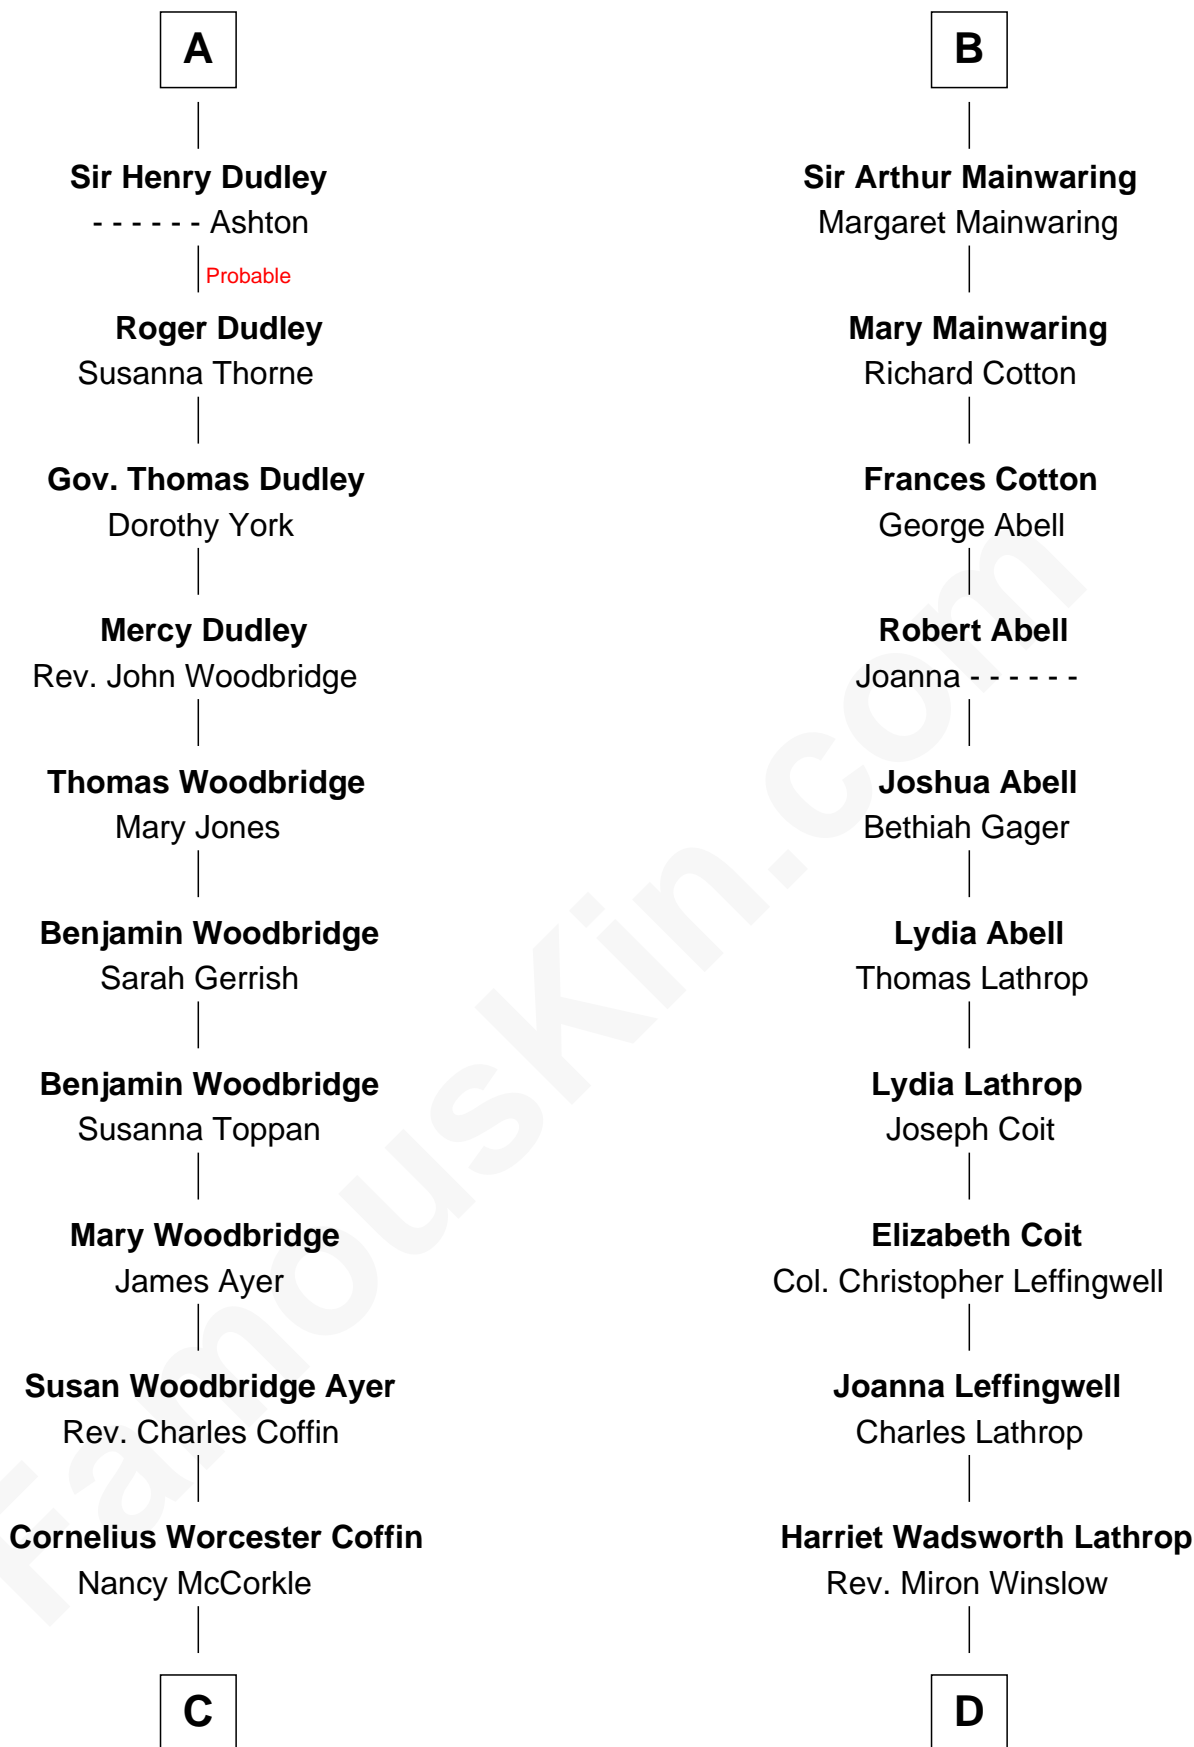 A
Sir Henry Dudley
- - - - - - Ashton
Probable
Roger Dudley
Susanna Thorne
Gov. Thomas Dudley
Dorothy York
Mercy Dudley
Rev. John Woodbridge
Thomas Woodbridge
Mary Jones
Benjamin Woodbridge
Sarah Gerrish
Benjamin Woodbridge
Susanna Toppan
Mary Woodbridge
James Ayer
Susan Woodbridge Ayer
Rev. Charles Coffin
Cornelius Worcester Coffin
Nancy McCorkle
C
B
Sir Arthur Mainwaring
Margaret Mainwaring
Mary Mainwaring
Richard Cotton
Frances Cotton
George Abell
Robert Abell
Joanna - - - - - -
Joshua Abell
Bethiah Gager
Lydia Abell
Thomas Lathrop
Lydia Lathrop
Joseph Coit
Elizabeth Coit
Col. Christopher Leffingwell
Joanna Leffingwell
Charles Lathrop
Harriet Wadsworth Lathrop
Rev. Miron Winslow
D
FamousKin.com